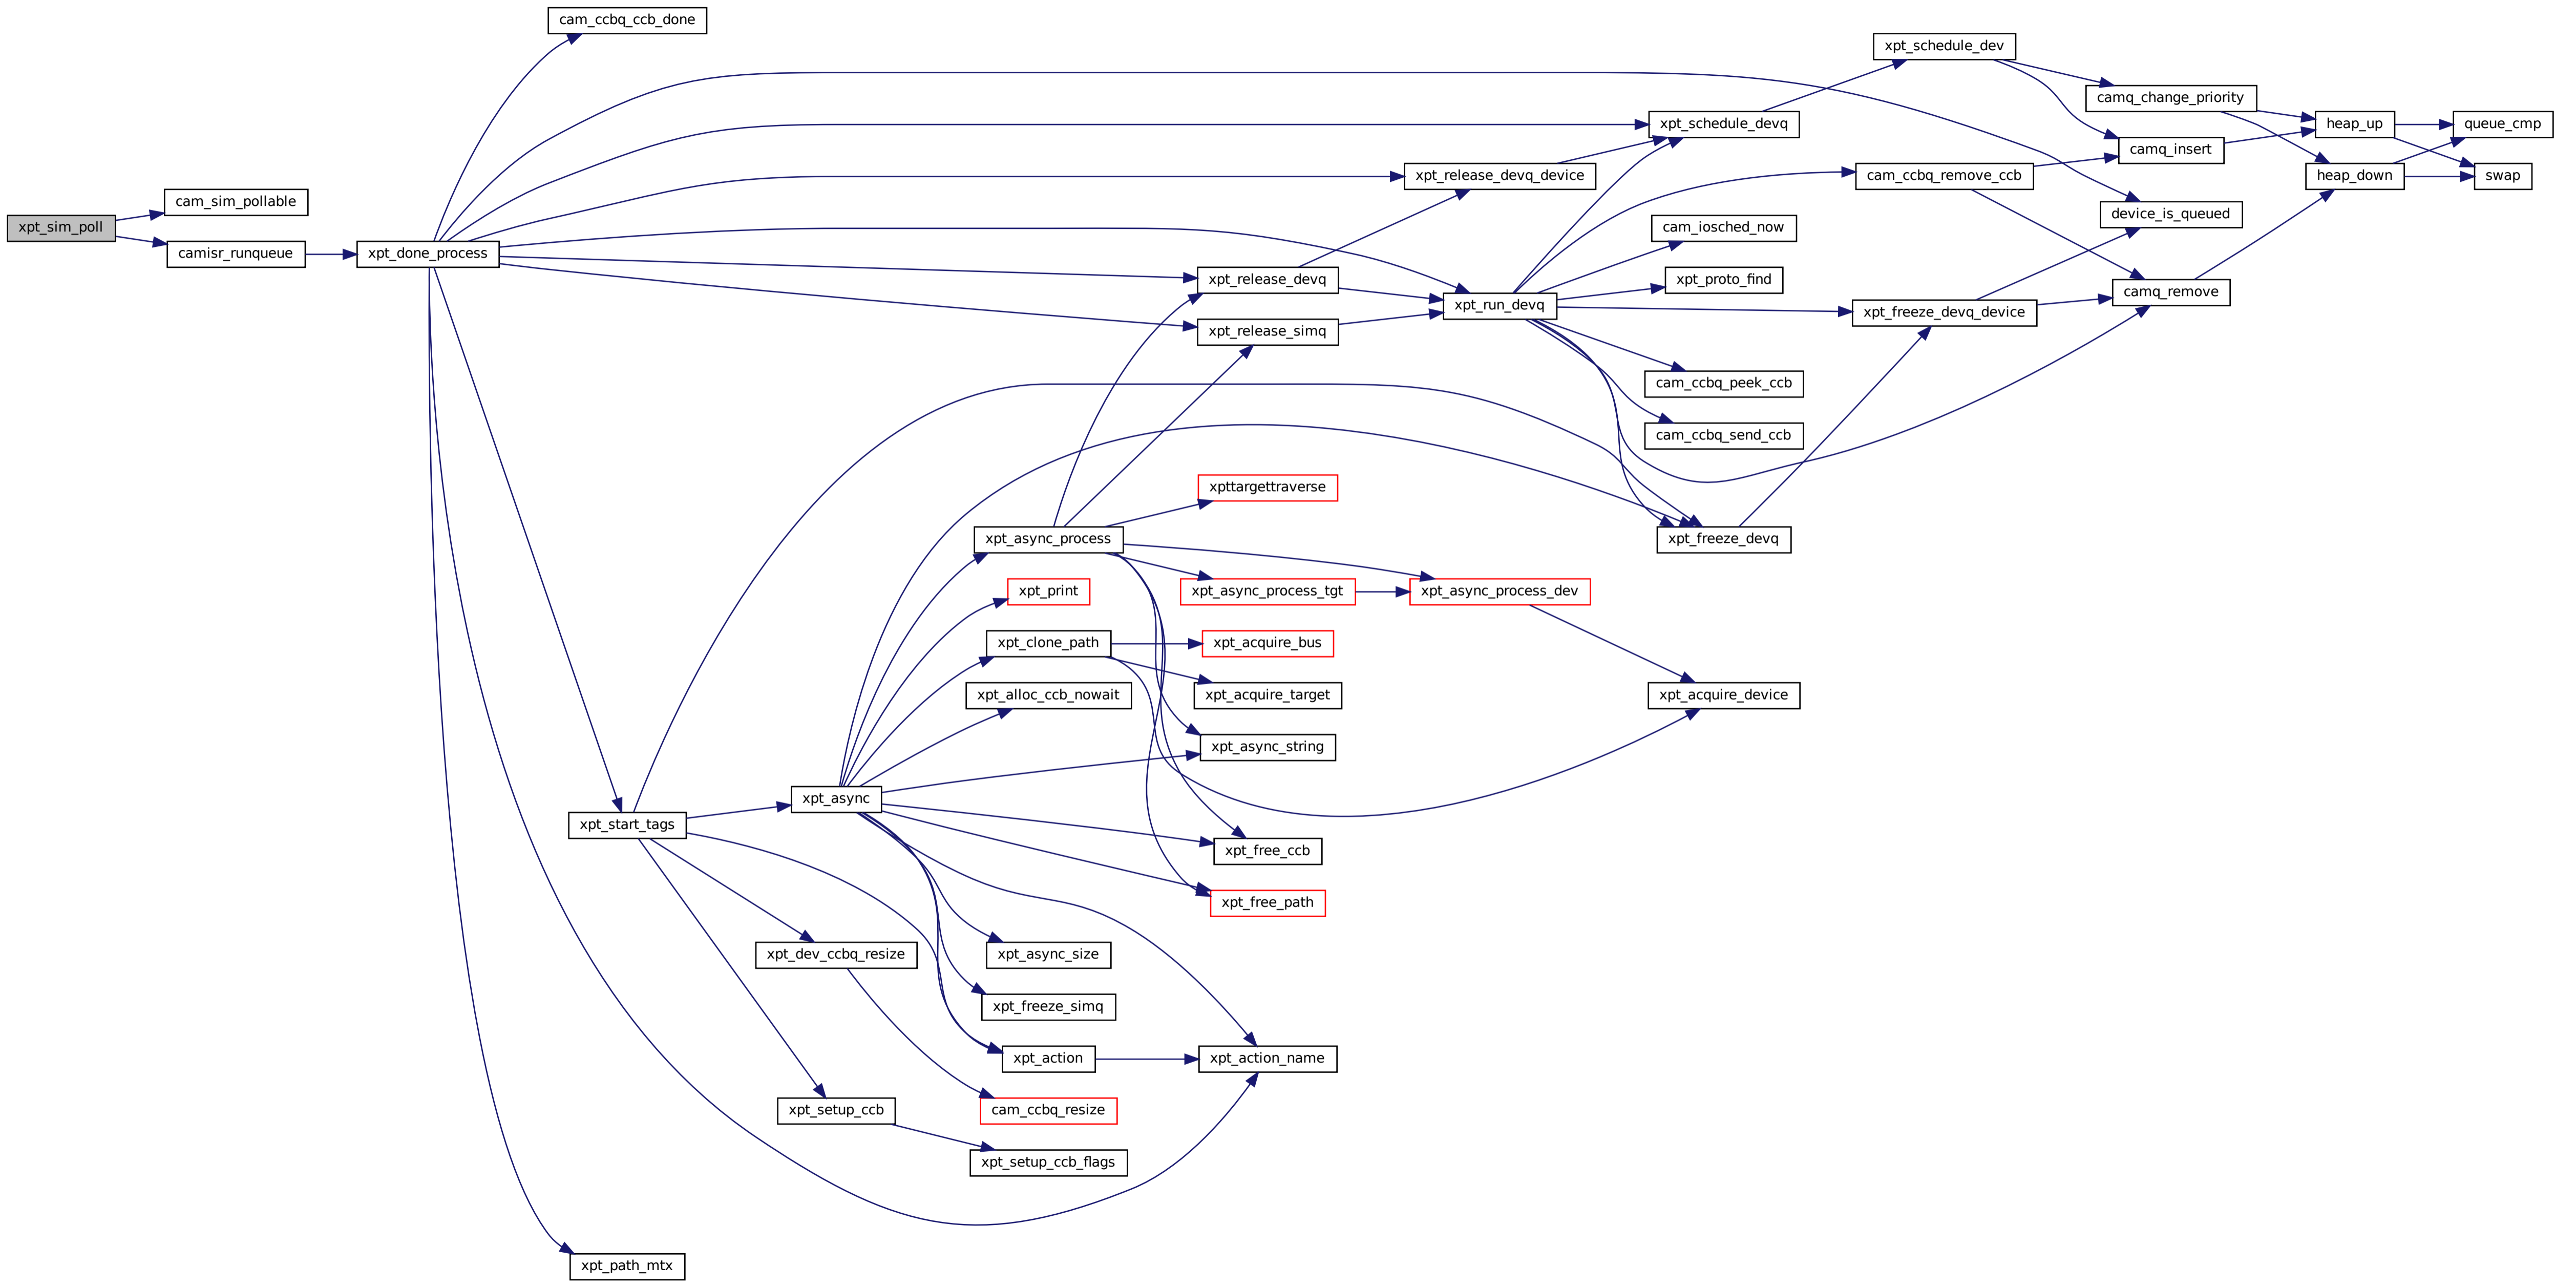 xpt_sim_poll
cam_sim_pollable
camisr_runqueue
xpt_done_process
cam_ccbq_ccb_done
xpt_start_tags
xpt_path_mtx
xpt_async
xpt_dev_ccbq_resize
xpt_setup_ccb
xpt_async_process
xpt_print
xpt_clone_path
xpt_alloc_ccb_nowait
xpt_async_size
xpt_freeze_simq
xpt_action
cam_ccbq_resize
xpt_setup_ccb_flags
xpt_release_devq
xpt_release_simq
xpttargettraverse
xpt_async_process_tgt
xpt_acquire_bus
xpt_acquire_target
xpt_async_string
xpt_free_ccb
xpt_free_path
xpt_action_name
xpt_release_devq_device
xpt_run_devq
xpt_async_process_dev
xpt_schedule_devq
cam_iosched_now
xpt_proto_find
cam_ccbq_peek_ccb
cam_ccbq_send_ccb
xpt_freeze_devq
xpt_acquire_device
xpt_schedule_dev
cam_ccbq_remove_ccb
xpt_freeze_devq_device
camq_change_priority
camq_insert
device_is_queued
camq_remove
heap_up
heap_down
queue_cmp
swap